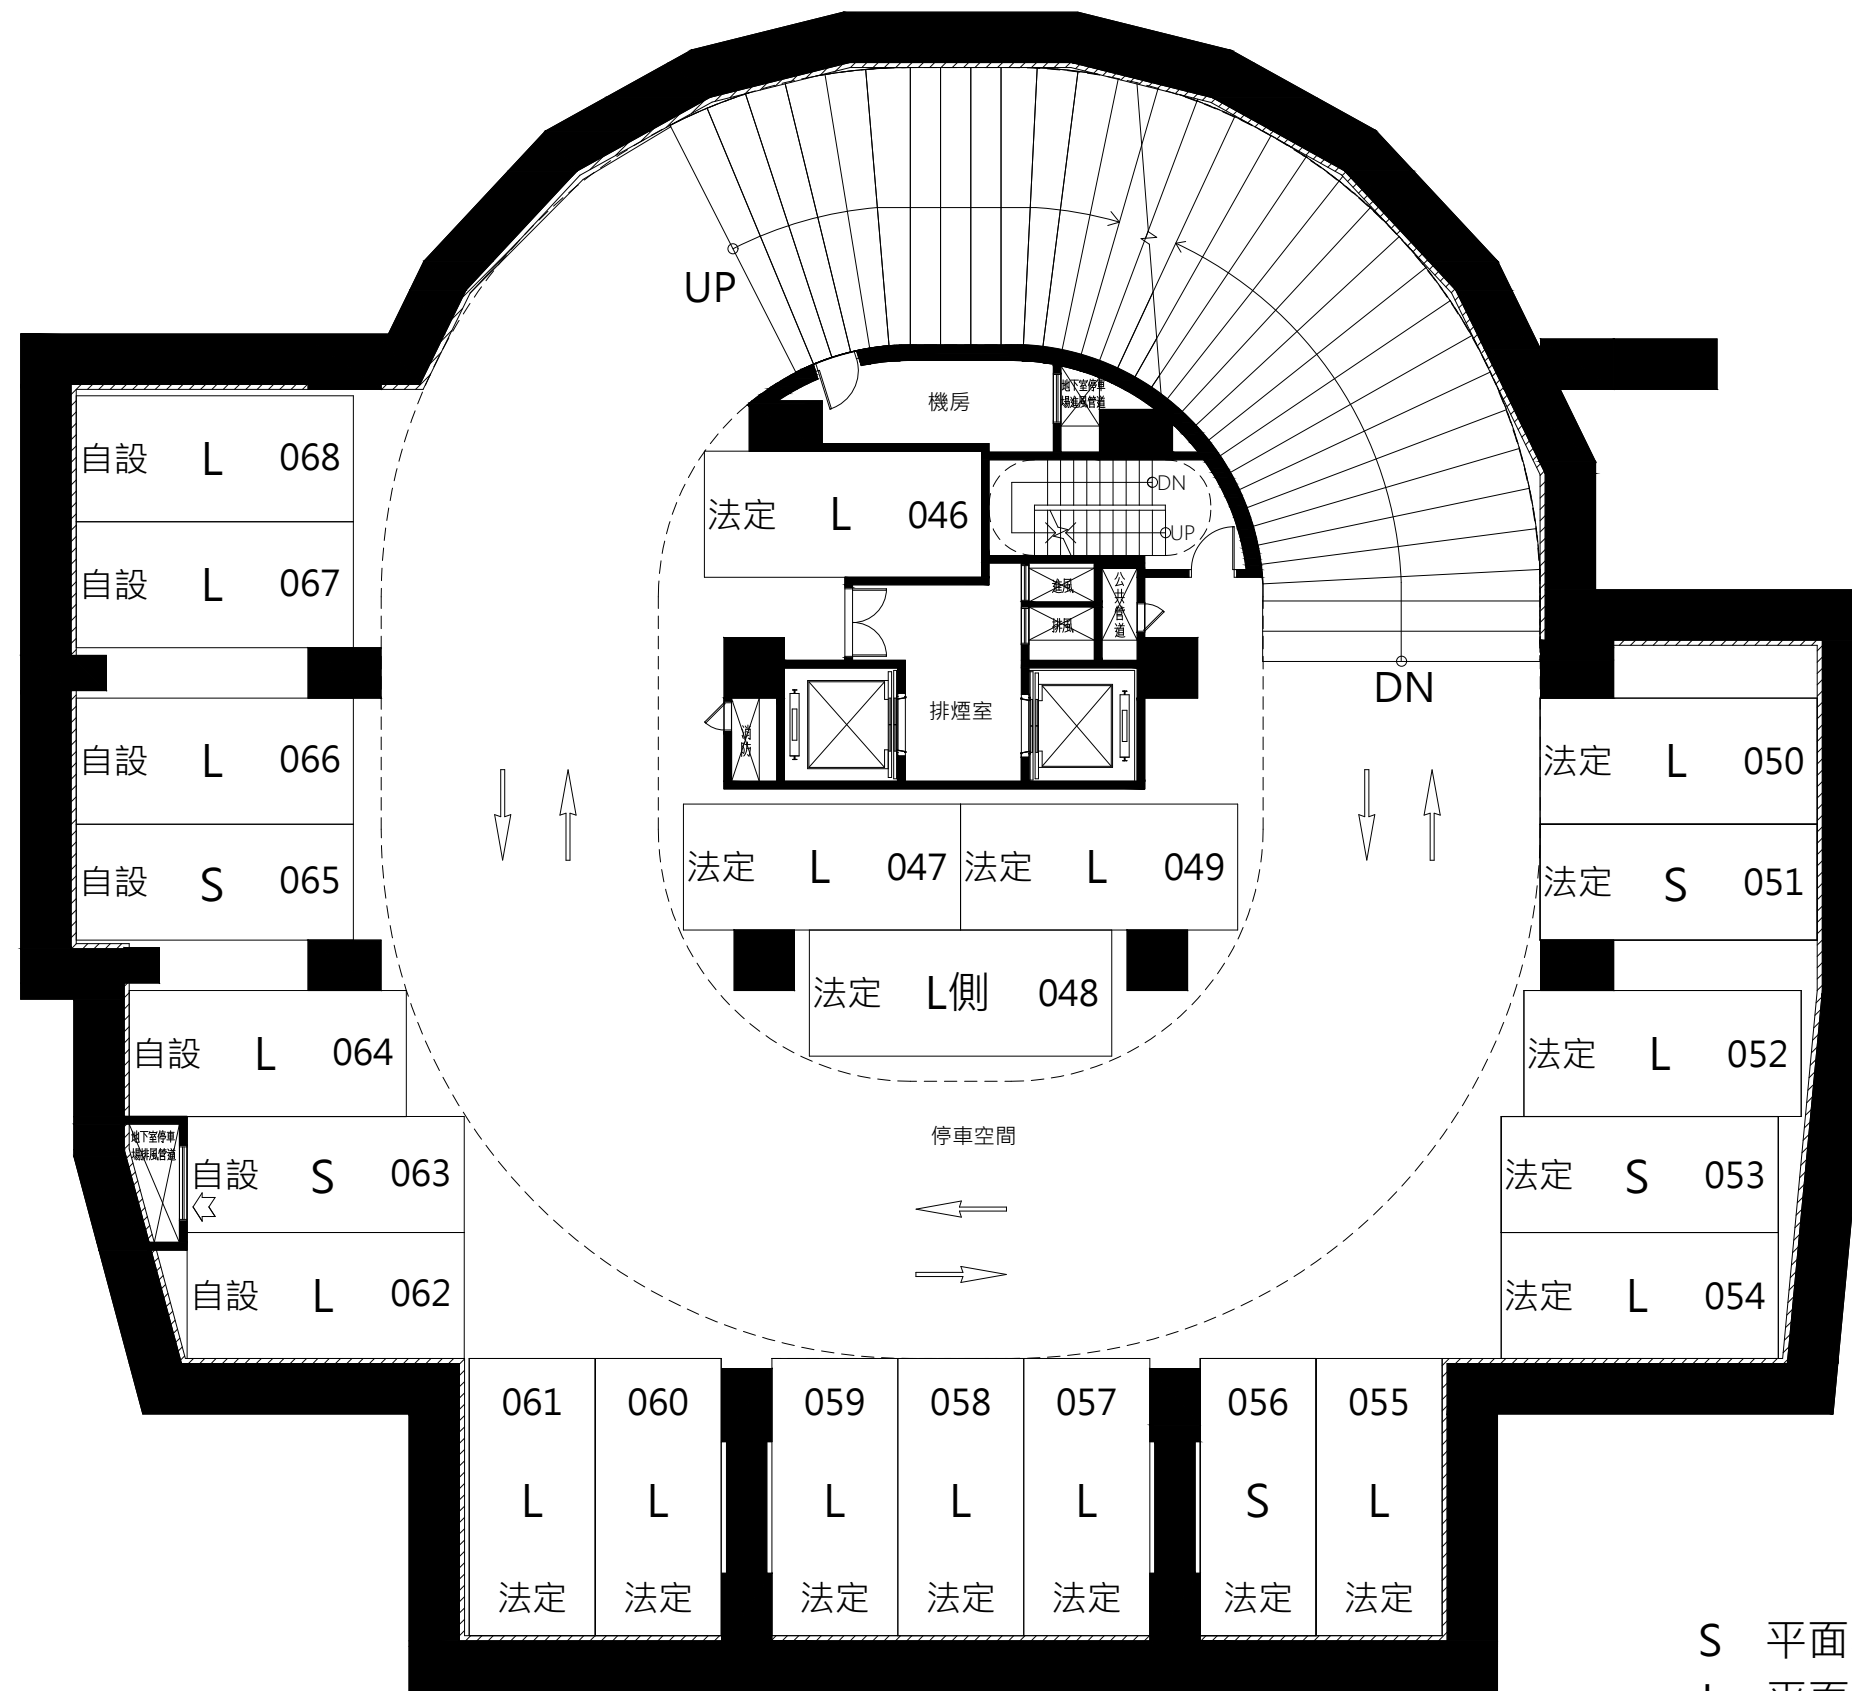 UP
機房
地下室停車
場進風管道
自設 L 068
法定 L 046
DN
UP
自設 L 067
進風
排風
公共管道
DN
排煙室
消防
自設 L 066
法定 L 050
自設 S 065
法定 L 047
法定 L 049
法定 S 051
法定 L側 048
自設 L 064
法定 L 052
停車空間
地下室停車
場排風管道
自設 S 063
法定 S 053
自設 L 062
法定 L 054
061 060 059 058 057 056 055
L L L L L S L
法定 法定 法定 法定 法定 法定 法定
S 平面
L 平面